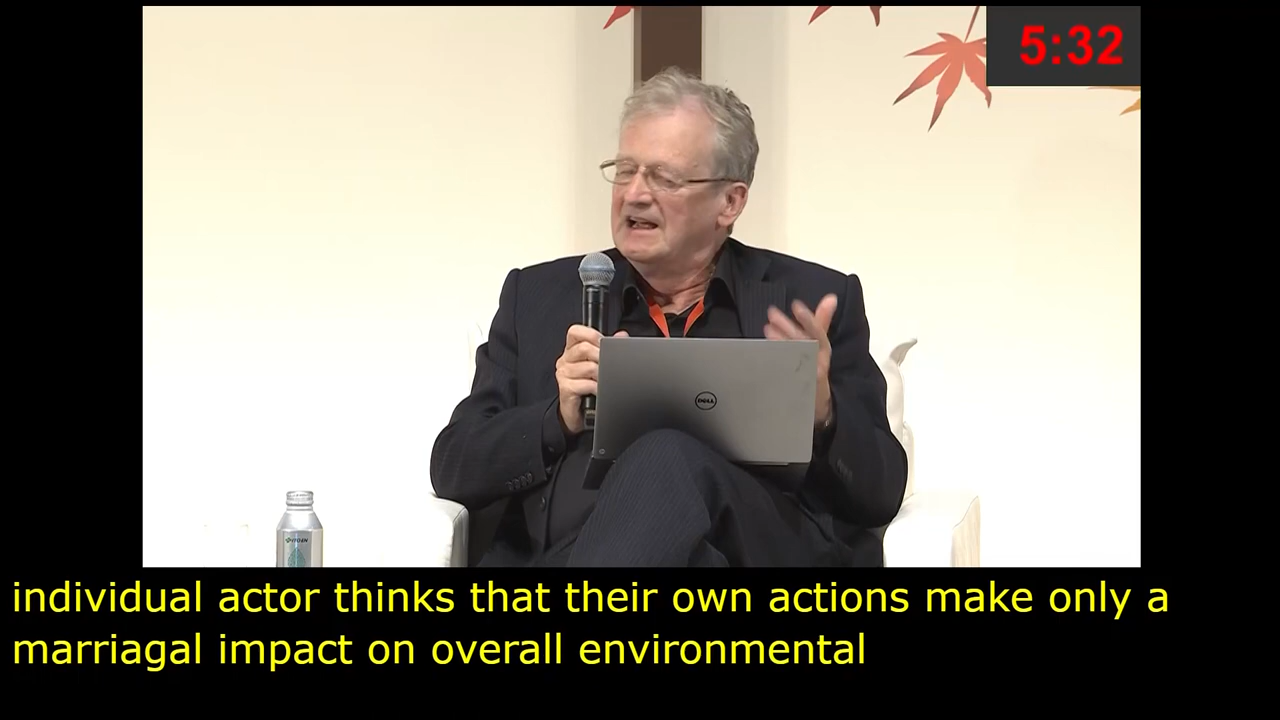 5:32
DELL
individual actor thinks that their own actions make only a
marriagal impact on overall environmental